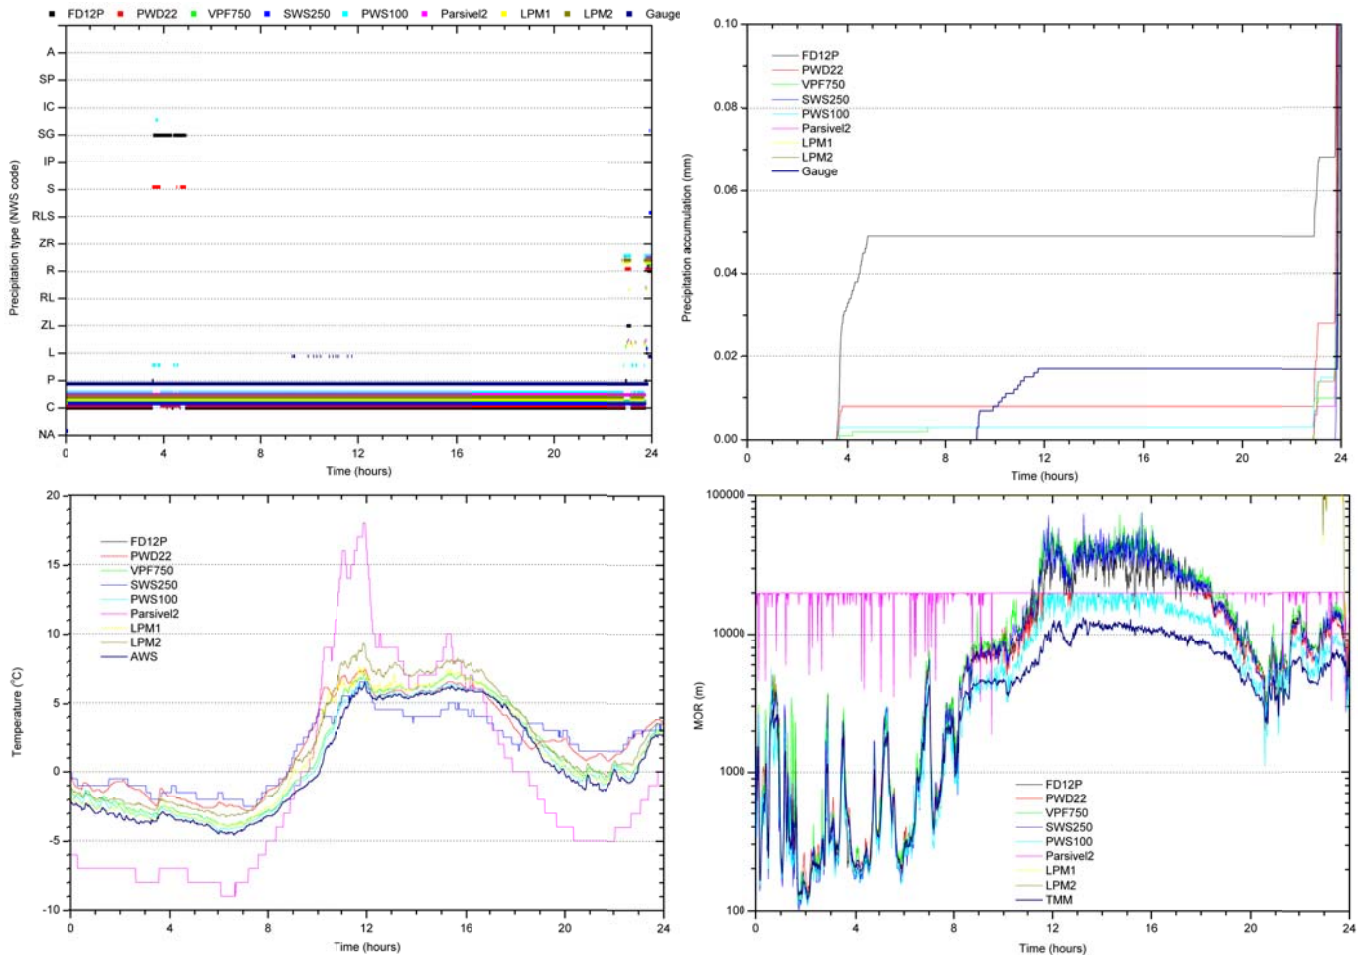 FD12P PWD22 VPF750 SWS250 PWS100 Parsivel2 LPM1 LPM2 Gauge
Precipitation type (NWS code)
A
SP
IC
SG
IP
S
RLS
ZR
R
RL
ZL
L
P
C
NA
0 4 8 12 16 20 24
Time (hours)
Precipitation accumulation (mm)
0.10
0.08
0.06
0.04
0.02
0.00
FD12P
PWD22
VPF750
SWS250
PWS100
Parsivel2
LPM1
LPM2
Gauge
0 4 8 12 16 20 24
Time (hours)
Temperature (°C)
20
15
10
5
0
-5
-10
FD12P
PWD22
VPF750
SWS250
PWS100
Parsivel2
LPM1
LPM2
AWS
0 4 8 12 16 20 24
Time (hours)
MOR (m)
100000
10000
1000
100
FD12P
PWD22
VPF750
SWS250
PWS100
Parsivel2
LPM1
LPM2
TMM
0 4 8 12 16 20 24
Time (hours)